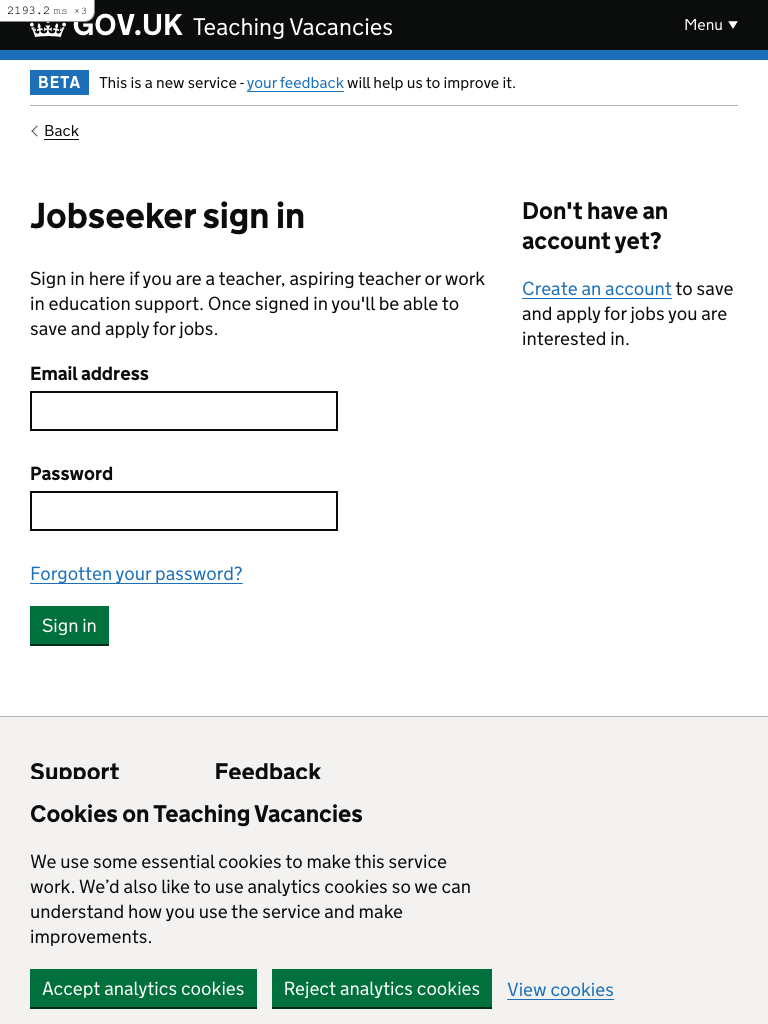 2193.2 ms ×3
GOV.UK Teaching Vacancies
Menu ▼
BETA This is a new service - your feedback will help us to improve it.
Back
Jobseeker sign in
Sign in here if you are a teacher, aspiring teacher or work
in education support. Once signed in you'll be able to
save and apply for jobs.
Email address
Password
Forgotten your password?
Sign in
Don't have an
account yet?
Create an account to save
and apply for jobs you are
interested in.
Support
Feedback
Cookies on Teaching Vacancies
We use some essential cookies to make this service
work. We’d also like to use analytics cookies so we can
understand how you use the service and make
improvements.
Accept analytics cookies
Reject analytics cookies
View cookies